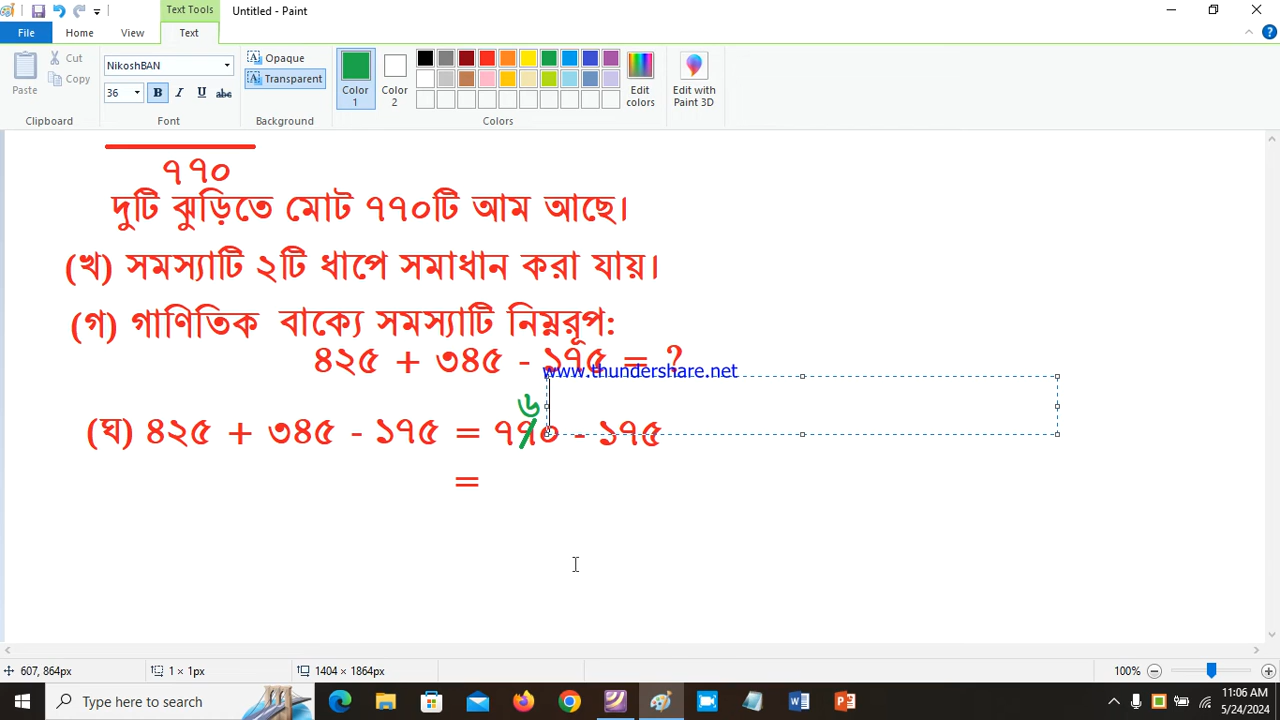 Untitled - Paint
Text Tools
File Home View Text
Paste
Cut
Copy
Clipboard
NikoshBAN
36 B I U abc
Font
Opaque
Transparent
Background
Color 1
Color 2
Colors
Edit colors
Edit with Paint 3D
৭৭০
দুটি ঝুড়িতে মোট ৭৭০টি আম আছে।
(খ) সমস্যাটি ২টি ধাপে সমাধান করা যায়।
(গ) গাণিতিক বাক্যে সমস্যাটি নিম্নরূপ:
৪২৫ + ৩৪৫ - ১৭৫ = ?
www.thundershare.net
৬
(ঘ) ৪২৫ + ৩৪৫ - ১৭৫ = ৭৭০ - ১৭৫
=
607, 864px
1 × 1px
1404 × 1864px
100%
Type here to search
11:06 AM
5/24/2024